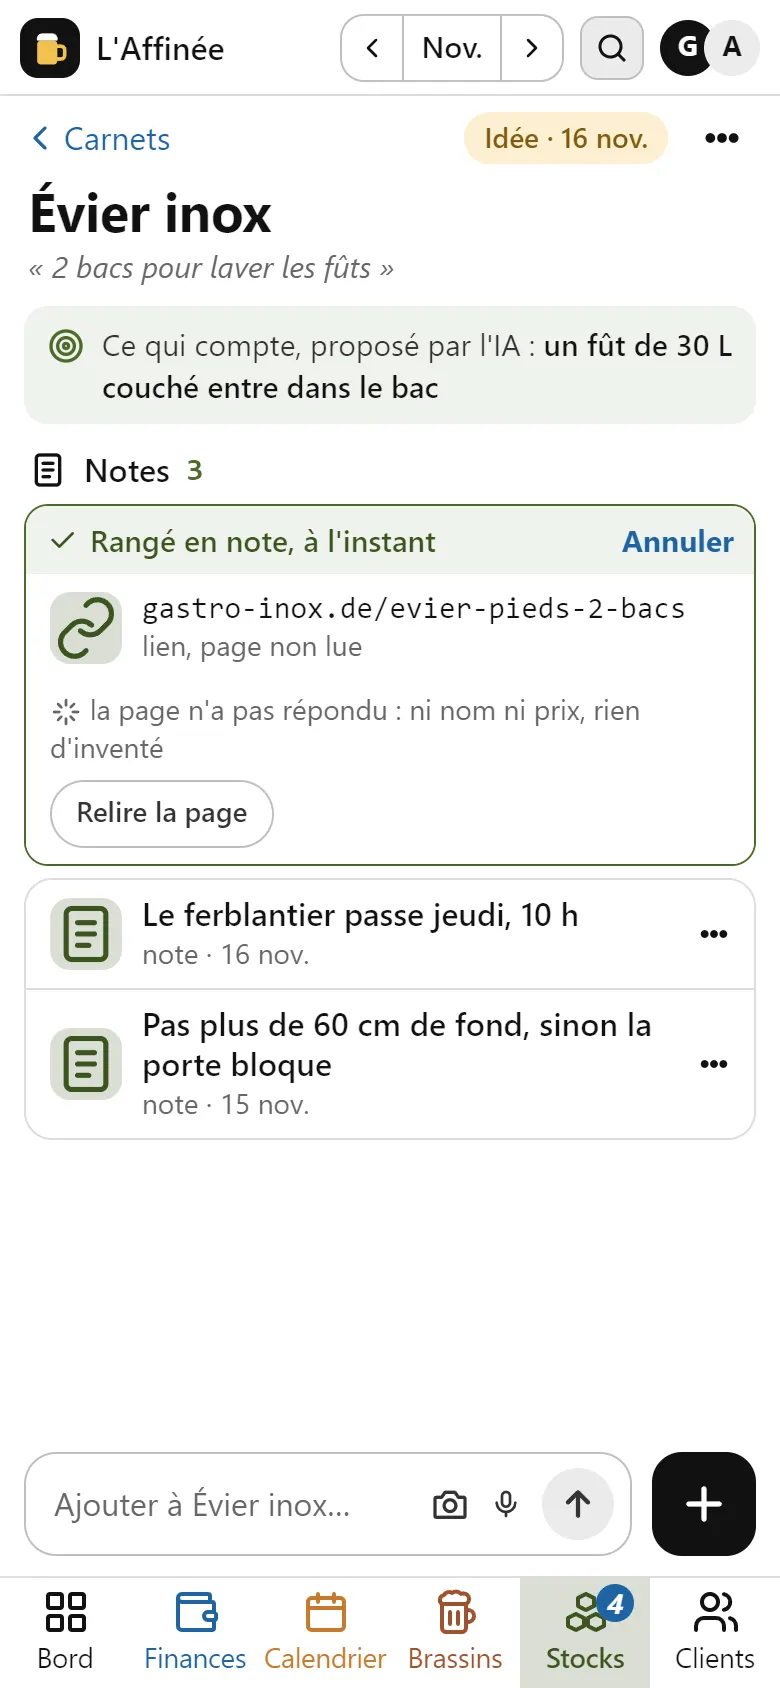 L'Affinée
Nov.
G
A
Carnets
Idée · 16 nov.
Évier inox
« 2 bacs pour laver les fûts »
Ce qui compte, proposé par l'IA : un fût de 30 L
couché entre dans le bac
Notes 3
Rangé en note, à l'instant
Annuler
gastro-inox.de/evier-pieds-2-bacs
lien, page non lue
la page n'a pas répondu : ni nom ni prix, rien
d'inventé
Relire la page
Le ferblantier passe jeudi, 10 h
note · 16 nov.
Pas plus de 60 cm de fond, sinon la
porte bloque
note · 15 nov.
Ajouter à Évier inox...
4
Bord
Finances
Calendrier
Brassins
Stocks
Clients